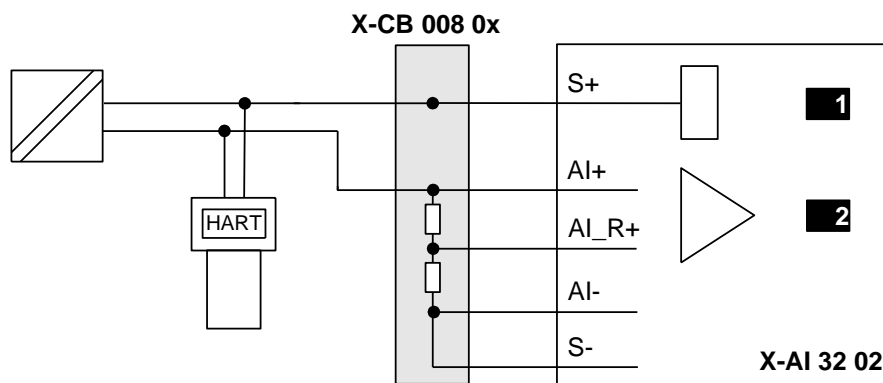 X-CB 008 0x
S+
1
AI+
HART
2
AI_R+
AI-
S-
X-AI 32 02